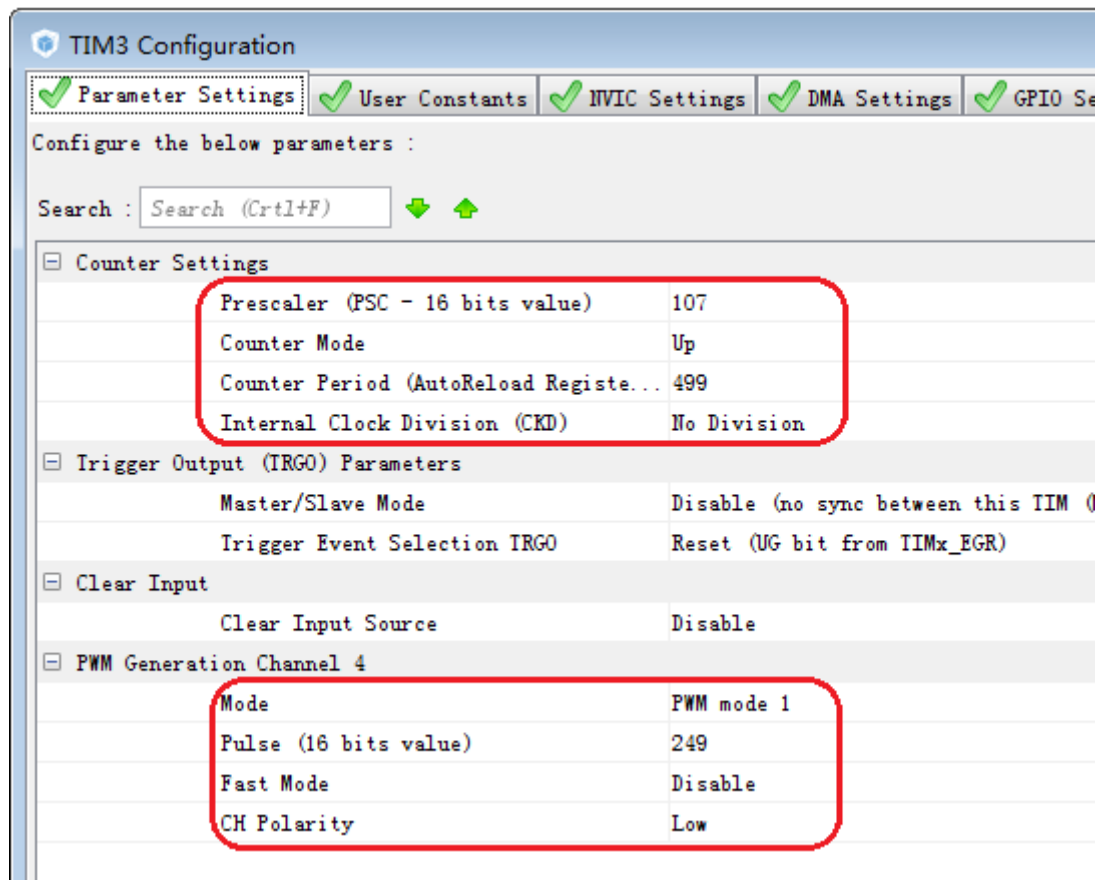 TIM3 Configuration
Parameter Settings User Constants NVIC Settings DMA Settings GPIO Se
Configure the below parameters :
Search : Search (Crtl+F)
Counter Settings
Prescaler (PSC - 16 bits value) 107
Counter Mode Up
Counter Period (AutoReload Registe... 499
Internal Clock Division (CKD) No Division
Trigger Output (TRGO) Parameters
Master/Slave Mode Disable (no sync between this TIM (
Trigger Event Selection TRGO Reset (UG bit from TIMx_EGR)
Clear Input
Clear Input Source Disable
PWM Generation Channel 4
Mode PWM mode 1
Pulse (16 bits value) 249
Fast Mode Disable
CH Polarity Low